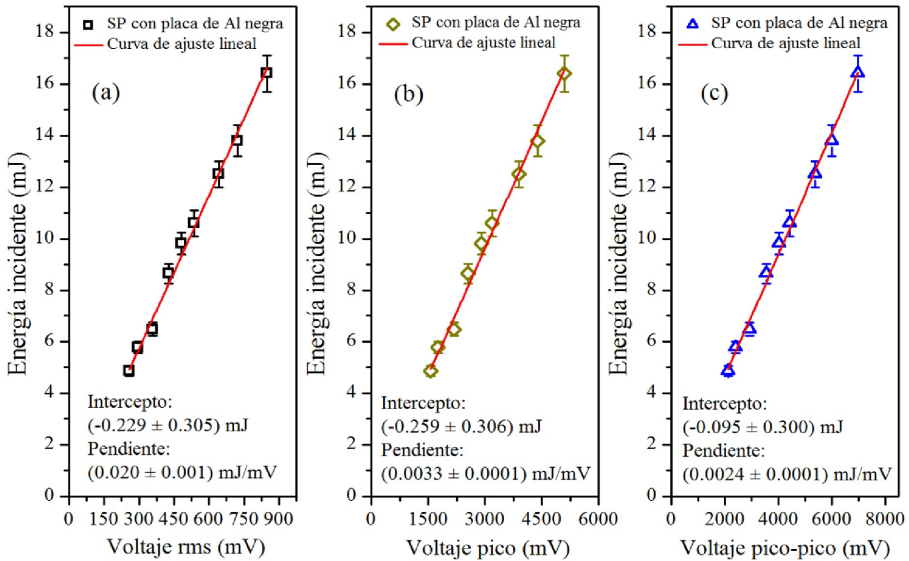 SP con placa de Al negra
Curva de ajuste lineal
(a)
Energía incidente (mJ)
16
14
12
10
8
6
4
2
0
Intercepto:
(-0.229 ± 0.305) mJ
Pendiente:
(0.020 ± 0.001) mJ/mV
0 150 300 450 600 750 900
Voltaje rms (mV)
SP con placa de Al negra
Curva de ajuste lineal
(b)
Energía incidente (mJ)
18
16
14
12
10
8
6
4
2
0
Intercepto:
(-0.259 ± 0.306) mJ
Pendiente:
(0.0033 ± 0.0001) mJ/mV
0 1500 3000 4500 6000
Voltaje pico (mV)
SP con placa de Al negra
Curva de ajuste lineal
(c)
Energía incidente (mJ)
18
16
14
12
10
8
6
4
2
0
Intercepto:
(-0.095 ± 0.300) mJ
Pendiente:
(0.0024 ± 0.0001) mJ/mV
0 2000 4000 6000 8000
Voltaje pico-pico (mV)